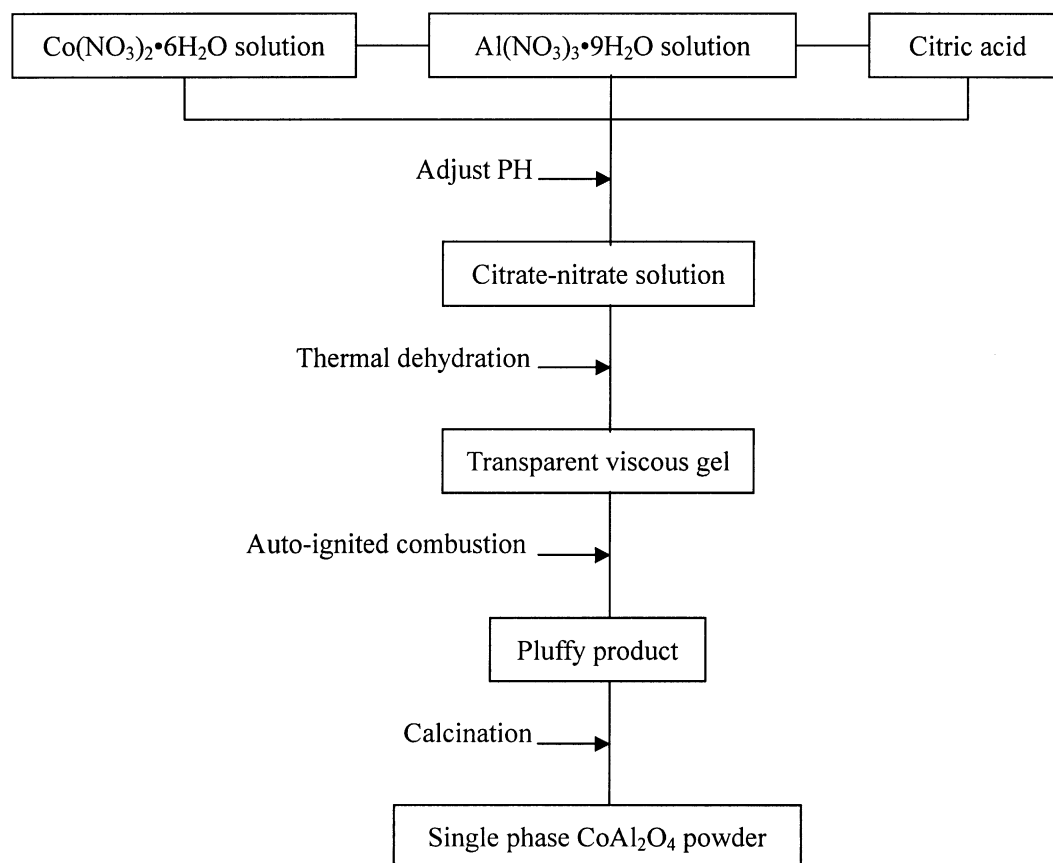 Co(NO₃)₂•6H₂O solution
Al(NO₃)₃•9H₂O solution
Citric acid
Adjust PH
Citrate-nitrate solution
Thermal dehydration
Transparent viscous gel
Auto-ignited combustion
Pluffy product
Calcination
Single phase CoAl₂O₄ powder